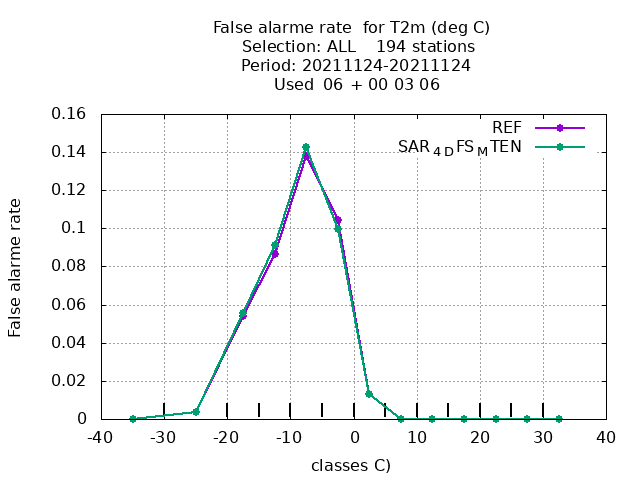 False alarme rate  for T2m (deg C)
Selection: ALL    194 stations
Period: 20211124-20211124
Used  06 + 00 03 06
REF
SAR4DFSMTEN
0.16
0.14
0.12
0.1
0.08
0.06
0.04
0.02
0
False alarme rate
-40 -30 -20 -10 0 10 20 30 40
classes C)